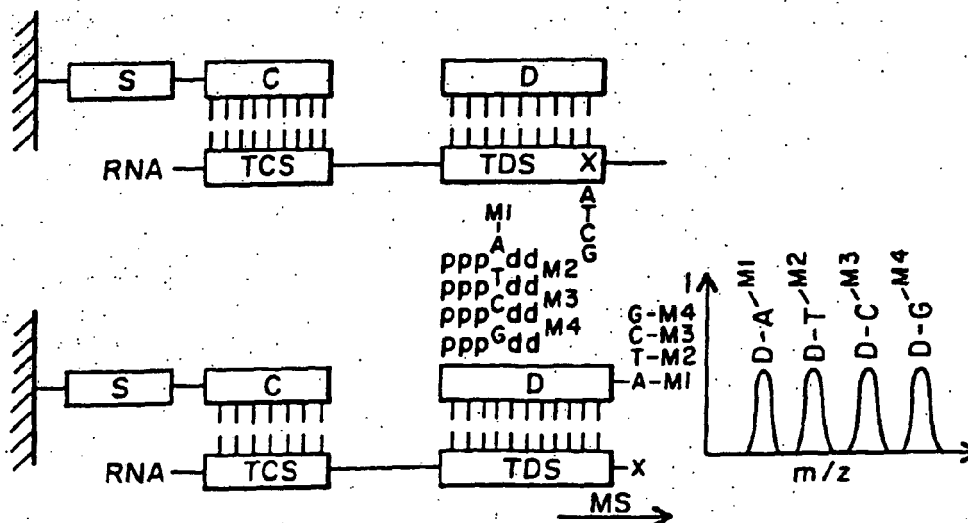 S C D
RNA TCS TDS X
A
T
C
G
M1
A
pppTdd M2
pppCdd M3
pppGdd M4
pppdd
G-M4
C-M3
T-M2
A-M1
S C D
RNA TCS TDS X
MS
I
D-A-M1
D-T-M2
D-C-M3
D-G-M4
m/z